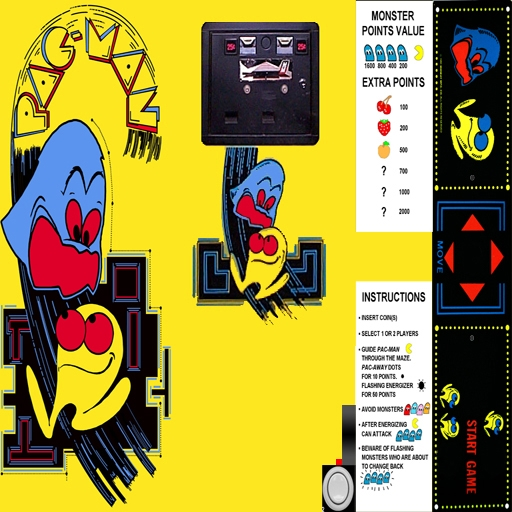 PAC-MAN
25¢ 25¢
MONSTER
POINTS VALUE
1600 800 400 200
EXTRA POINTS
100
200
500
? 700
? 1000
? 2000
MOVE
INSTRUCTIONS
• INSERT COIN(S)
• SELECT 1 OR 2 PLAYERS
• GUIDE PAC-MAN
THROUGH THE MAZE.
PAC-AWAY DOTS
FOR 10 POINTS.
FLASHING ENERGIZER
FOR 50 POINTS
• AVOID MONSTERS
• AFTER ENERGIZING
CAN ATTACK
• BEWARE OF FLASHING
MONSTERS WHO ARE ABOUT
TO CHANGE BACK
START GAME